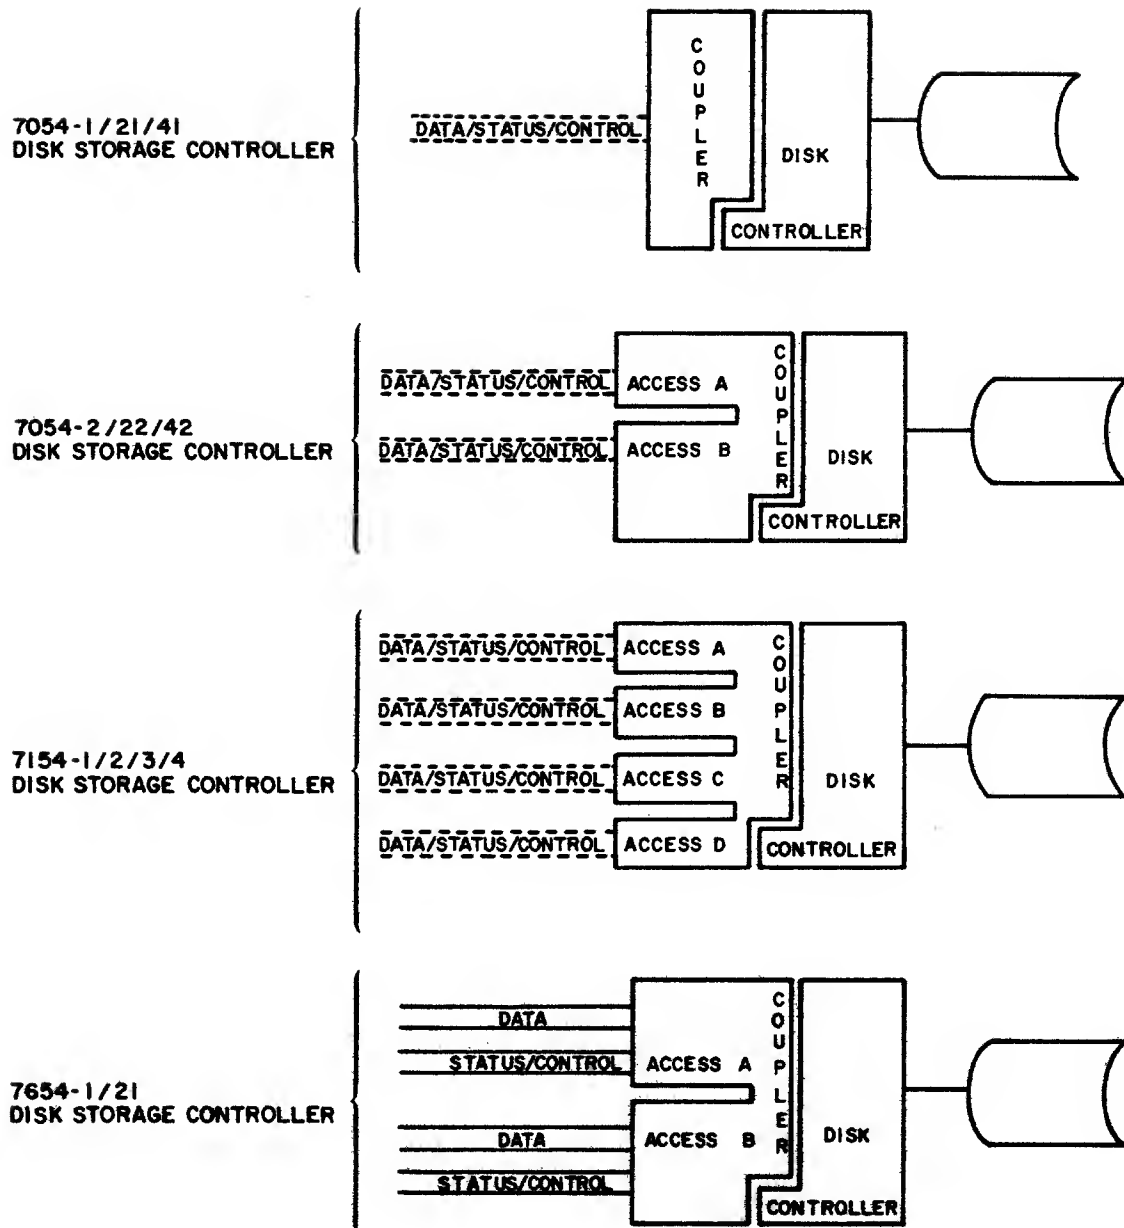 7054-1/21/41
DISK STORAGE CONTROLLER
DATA/STATUS/CONTROL
COUPLER
DISK
CONTROLLER
7054-2/22/42
DISK STORAGE CONTROLLER
DATA/STATUS/CONTROL
ACCESS A
DATA/STATUS/CONTROL
ACCESS B
COUPLER
DISK
CONTROLLER
7154-1/2/3/4
DISK STORAGE CONTROLLER
DATA/STATUS/CONTROL
ACCESS A
DATA/STATUS/CONTROL
ACCESS B
DATA/STATUS/CONTROL
ACCESS C
DATA/STATUS/CONTROL
ACCESS D
COUPLER
DISK
CONTROLLER
7654-1/21
DISK STORAGE CONTROLLER
DATA
STATUS/CONTROL
ACCESS A
DATA
ACCESS B
STATUS/CONTROL
COUPLER
DISK
CONTROLLER